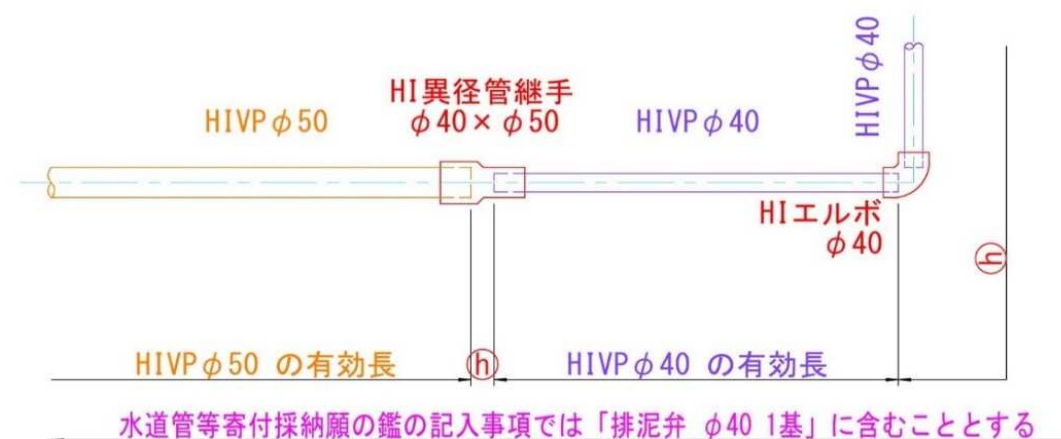 HIVPφ50
HI異径管継手
φ40×φ50
HIVPφ40
HIVPφ40
HIエルボ
φ40
ⓗ
HIVPφ50 の有効長
ⓗ
HIVPφ40 の有効長
水道管等寄付採納願の鑑の記入事項では「排泥弁 φ40 1基」に含むこととする